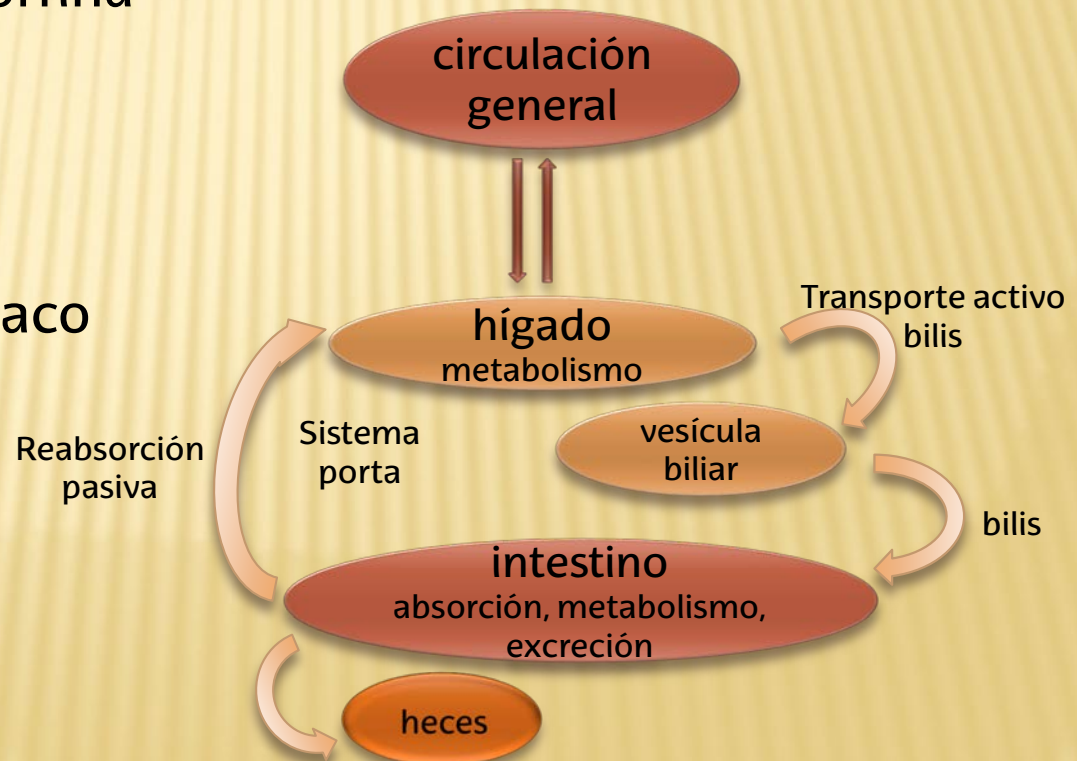 circulación
general
hígado
metabolismo
Transporte activo
bilis
Reabsorción
pasiva
Sistema
porta
vesícula
biliar
bilis
intestino
absorción, metabolismo,
excreción
heces